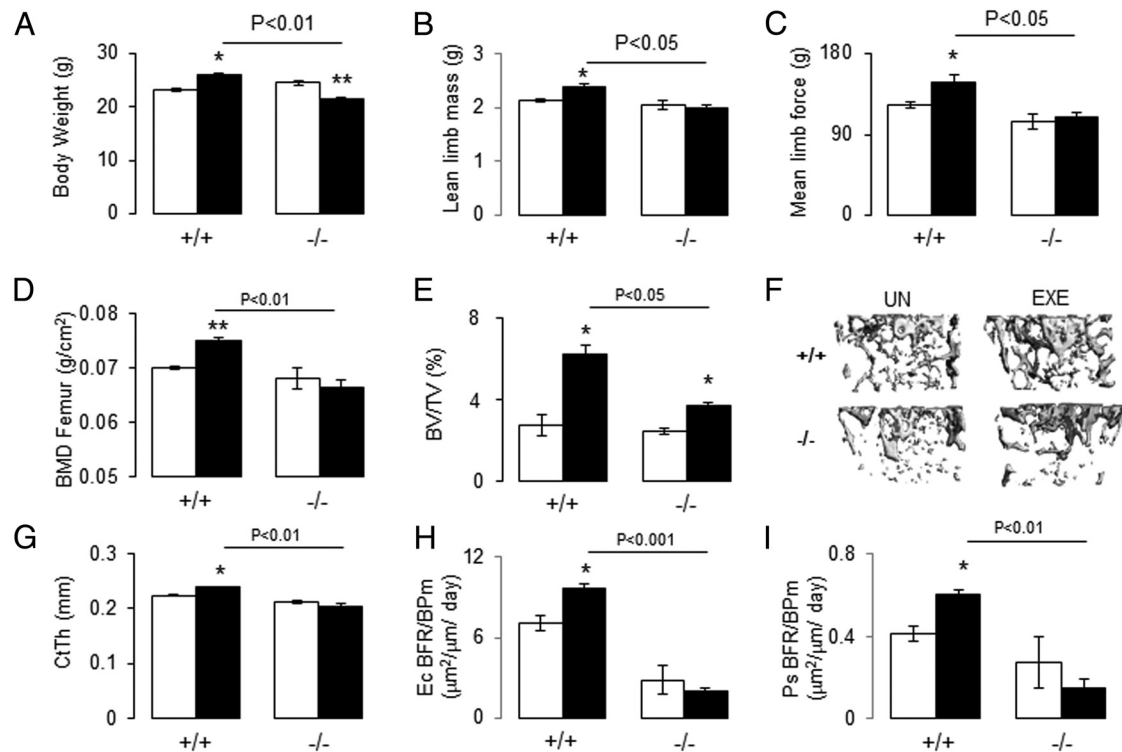 A
P<0.01
Body Weight (g)
30
20
10
0
*
**
+/+
-/-
B
P<0.05
Lean limb mass (g)
3
2
1
0
*
+/+
-/-
C
P<0.05
Mean limb force (g)
180
90
0
*
+/+
-/-
D
P<0.01
BMD Femur (g/cm²)
0.08
0.07
0.06
0.05
**
+/+
-/-
E
P<0.05
BV/TV (%)
8
4
0
*
*
+/+
-/-
F
UN
EXE
+/+
-/-
G
P<0.01
CtTh (mm)
0.3
0.2
0.1
0
*
+/+
-/-
H
P<0.001
Ec BFR/BPm
(µm²/µm/ day)
12
6
0
*
+/+
-/-
I
P<0.01
Ps BFR/BPm
(µm²/µm/ day)
0.8
0.4
0
*
+/+
-/-